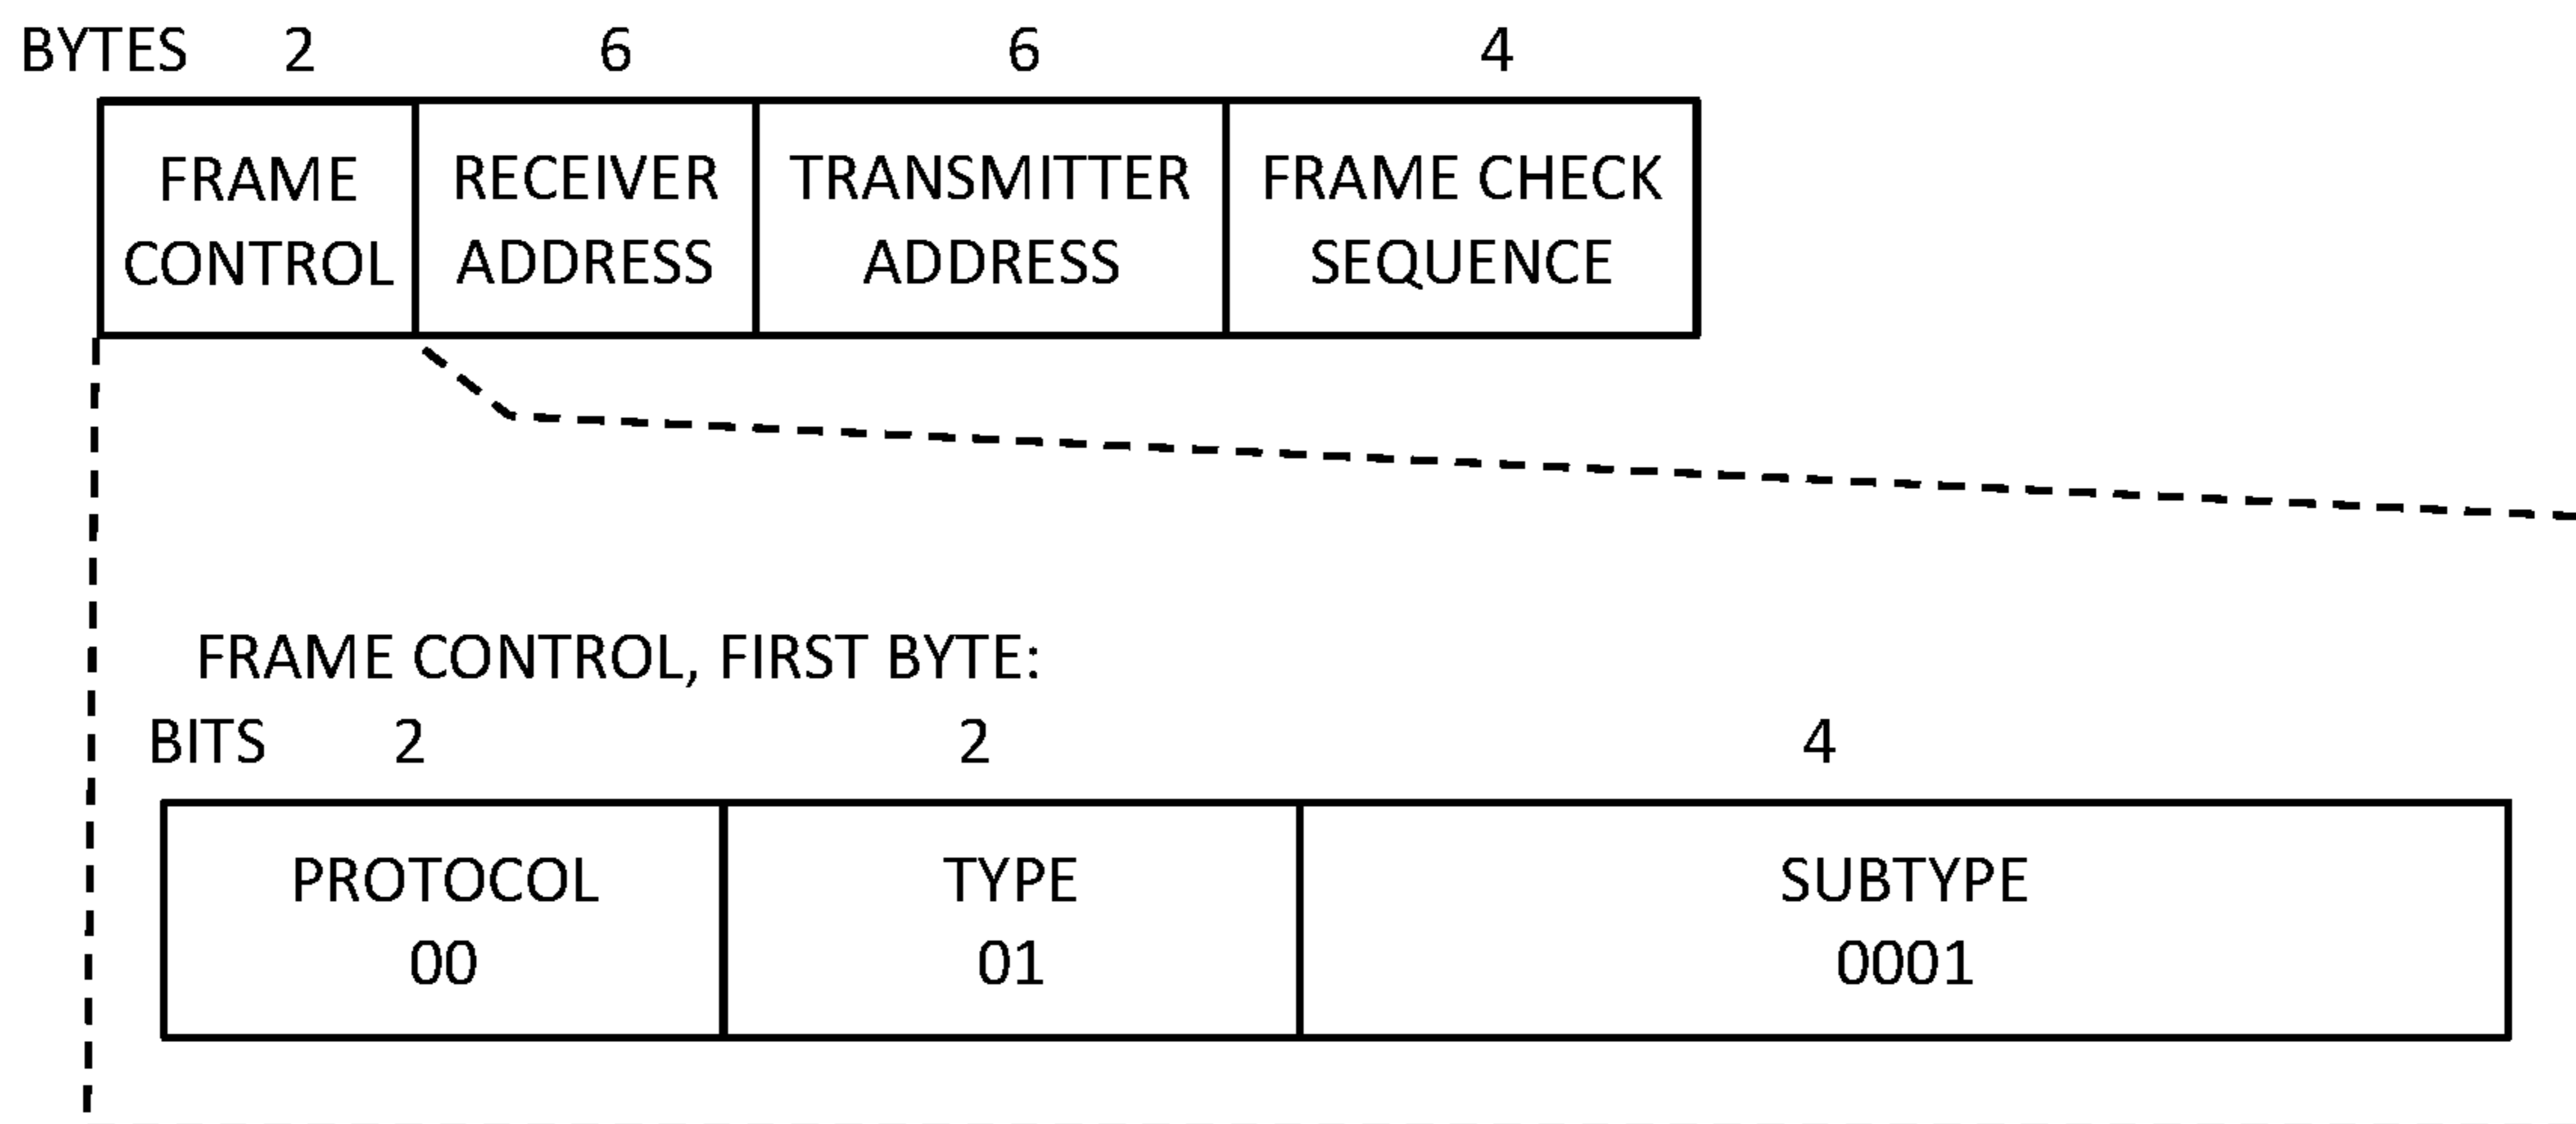 BYTES 2 6 6 4
FRAME CONTROL RECEIVER ADDRESS TRANSMITTER ADDRESS FRAME CHECK SEQUENCE
FRAME CONTROL, FIRST BYTE:
BITS 2 2 4
PROTOCOL TYPE SUBTYPE
00 01 0001